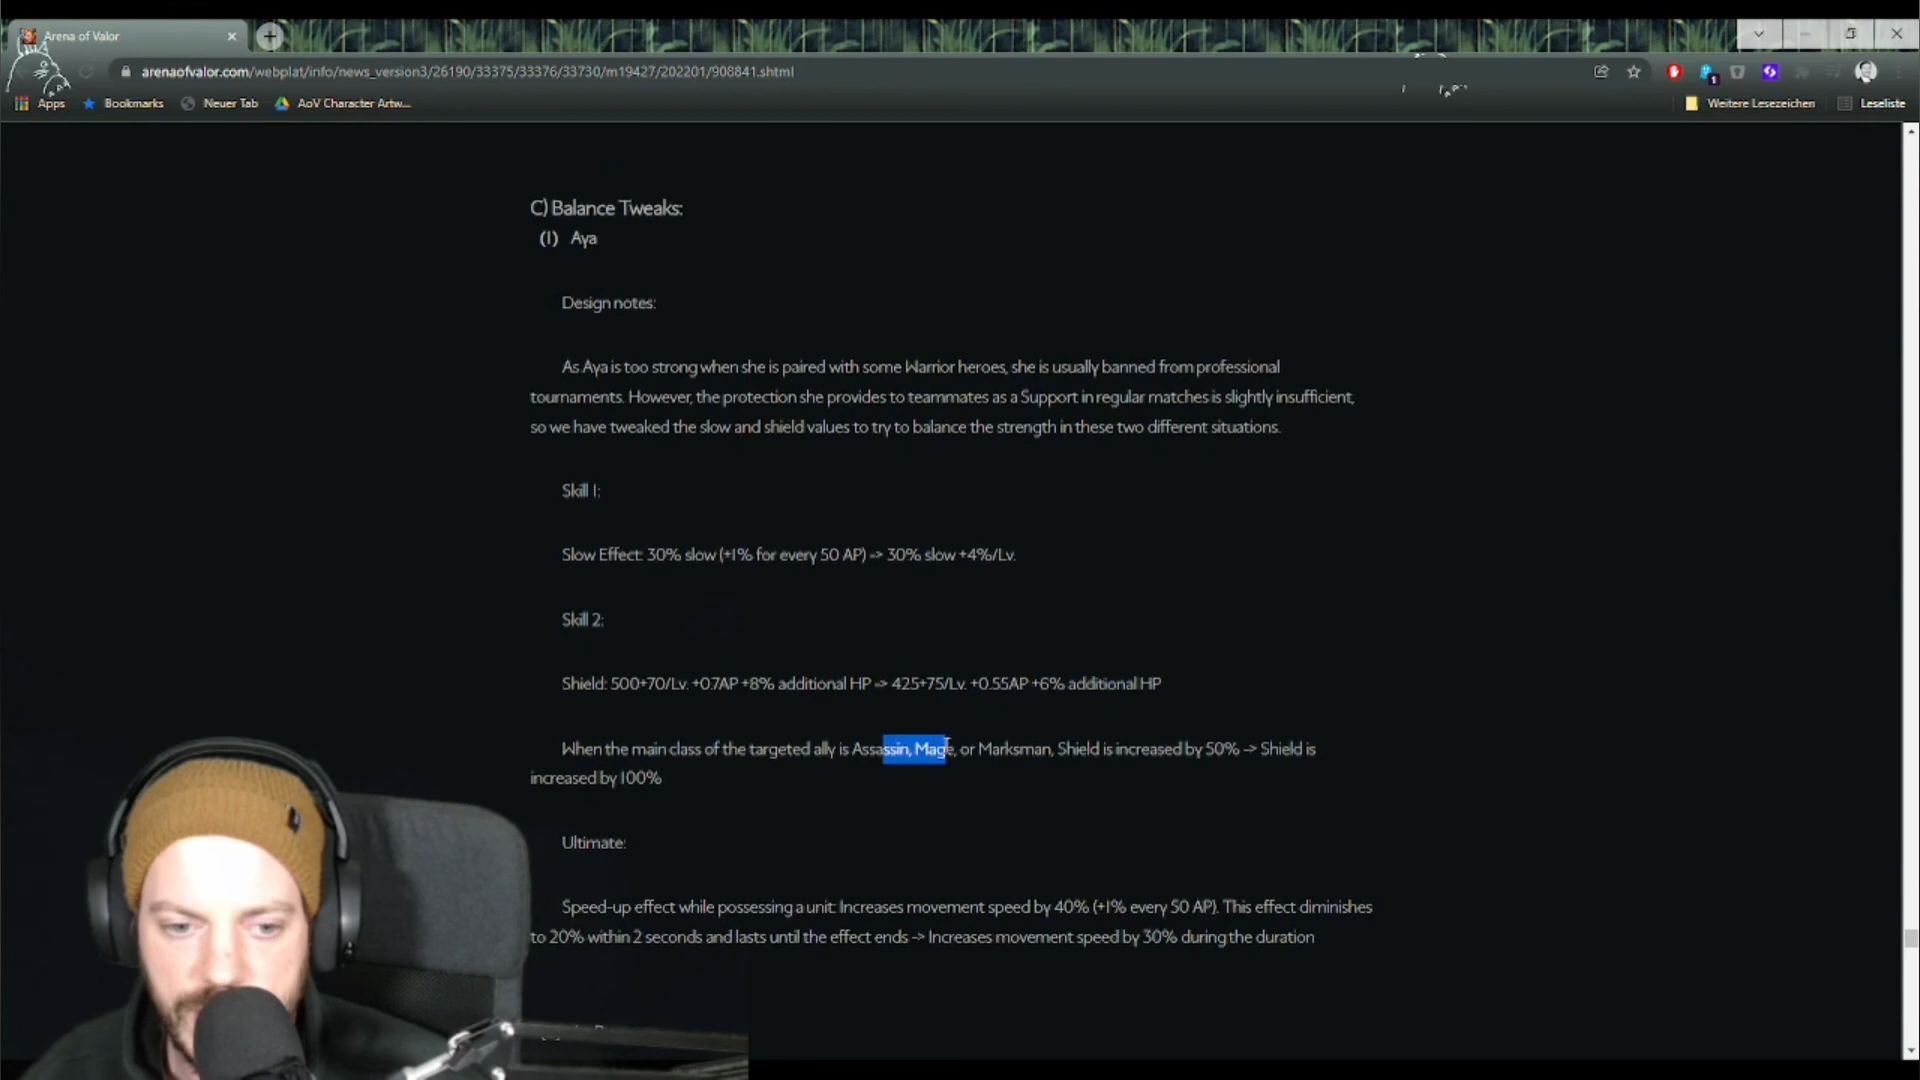 Arena of Valor
arenaofvalor.com/webplat/info/news_version3/26190/33375/33376/33730/m19427/202201/908841.shtml
1
Apps
Bookmarks
Neuer Tab
AoV Character Artw...
Weitere Lesezeichen
Leseliste
C) Balance Tweaks:
(1) Aya
Design notes:
As Aya is too strong when she is paired with some Warrior heroes, she is usually banned from professional
tournaments. However, the protection she provides to teammates as a Support in regular matches is slightly insufficient,
so we have tweaked the slow and shield values to try to balance the strength in these two different situations.
Skill 1:
Slow Effect: 30% slow (+1% for every 50 AP) -> 30% slow +4%/Lv.
Skill 2:
Shield: 500+70/Lv. +0.7AP +8% additional HP -> 425+75/Lv. +0.55AP +6% additional HP
When the main class of the targeted ally is Assassin, Mage, or Marksman, Shield is increased by 50% -> Shield is
increased by 100%
Ultimate:
Speed-up effect while possessing a unit: Increases movement speed by 40% (+1% every 50 AP). This effect diminishes
to 20% within 2 seconds and lasts until the effect ends -> Increases movement speed by 30% during the duration